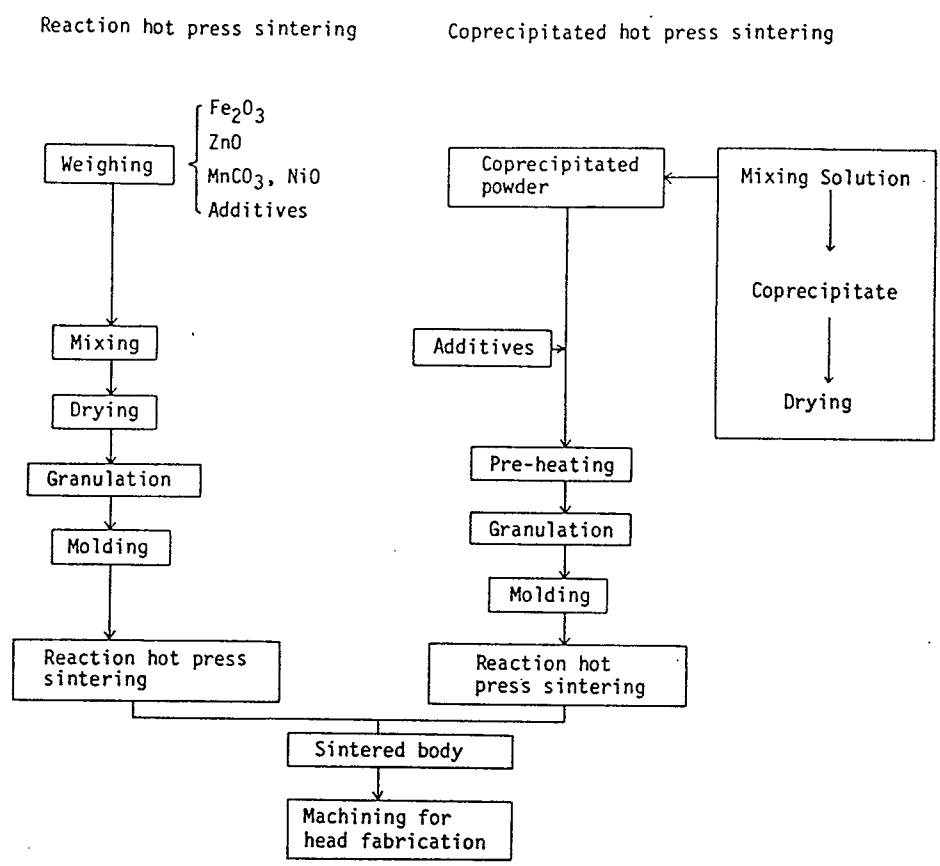 Reaction hot press sintering
Coprecipitated hot press sintering
Weighing
Fe2O3
ZnO
MnCO3, NiO
Additives
Mixing
Drying
Granulation
Molding
Reaction hot press
sintering
Coprecipitated
powder
Mixing Solution
Coprecipitate
Drying
Additives
Pre-heating
Granulation
Molding
Reaction hot
press sintering
Sintered body
Machining for
head fabrication